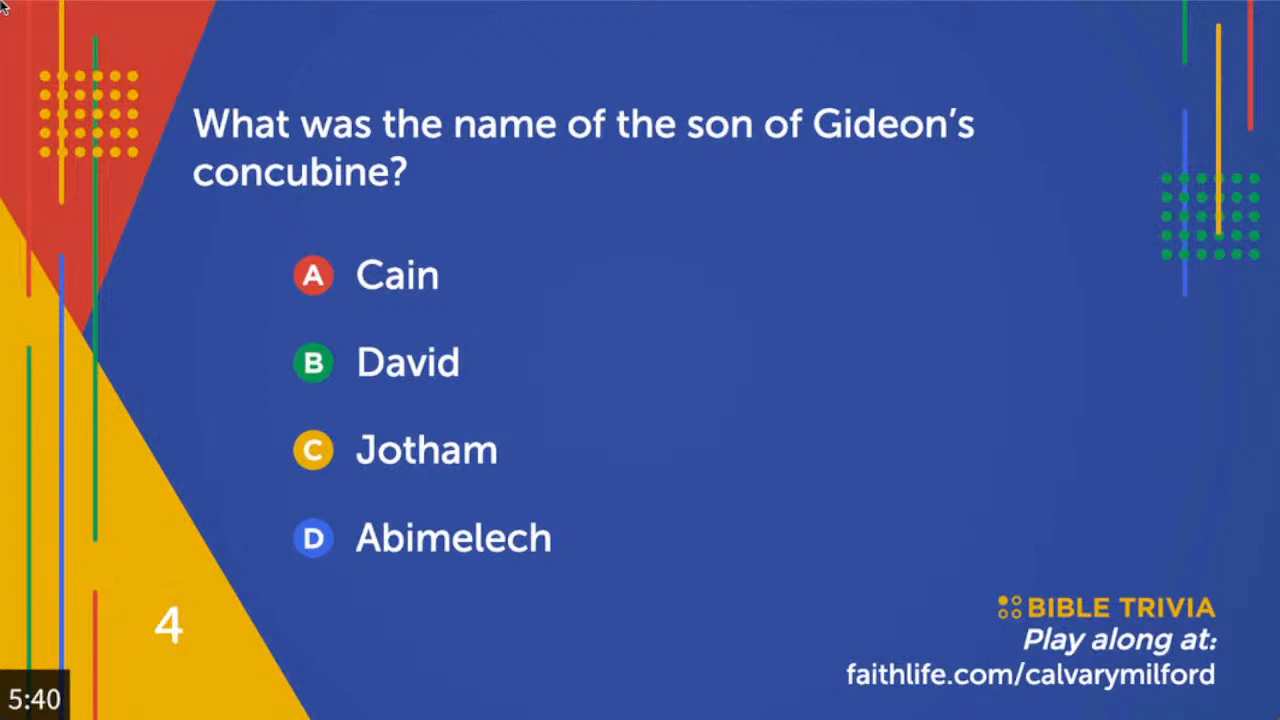 What was the name of the son of Gideon's
concubine?
A Cain
B David
C Jotham
D Abimelech
4
BIBLE TRIVIA
Play along at:
faithlife.com/calvarymilford
5:40